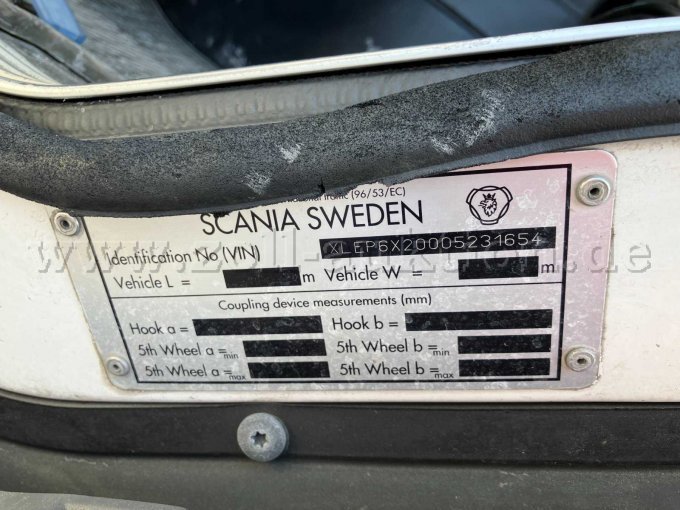 (96/53/EC)
SCANIA SWEDEN
Identification No (VIN) XLEP6X20005231654
Vehicle L = m Vehicle W = m
Coupling device measurements (mm)
Hook a = Hook b =
5th Wheel a min = 5th Wheel b min =
5th Wheel a max = 5th Wheel b max =